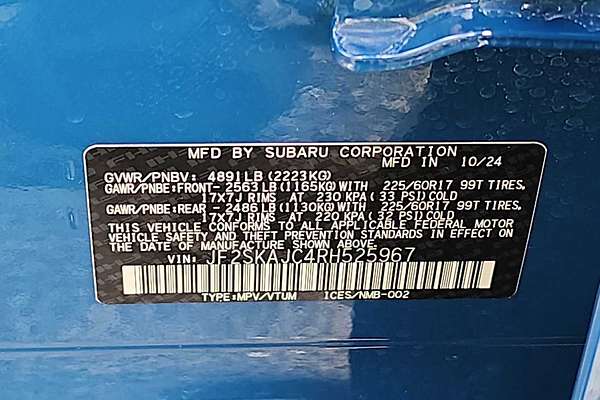 MFD BY SUBARU CORPORATION
MFD. IN 10/24
GVWR/PNBV: 4891LB (2223KG)
GAWR/PNBE:FRONT- 2563LB(1165KG)WITH 225/60R17 99T TIRES,
17x7J RIMS AT 230 KPA (33 PSI) COLD
GAWR/PNBE:REAR - 2486LB(1130KG)WITH 225/60R17 99T TIRES,
17x7J RIMS AT 220 KPA(32 PSI)COLD
THIS VEHICLE CONFORMS TO ALL APPLICABLE FEDERAL MOTOR
VEHICLE SAFETY AND THEFT PREVENTION STANDARDS IN EFFECT
ON THE DATE OF MANUFACTURE SHOWN ABOVE.
VIN: JF2SKAJC4RH525967
TYPE:MPV/VTUM ICES/NMB-002